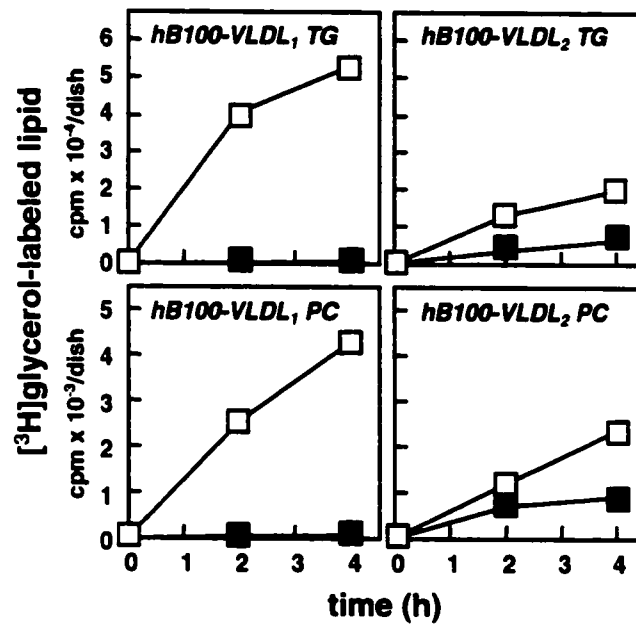 hB100-VLDL₁ TG
hB100-VLDL₂ TG
6
5
4
3
2
1
0
[³H]glycerol-labeled lipid
cpm x 10⁻⁴/dish
hB100-VLDL₁ PC
hB100-VLDL₂ PC
5
4
3
2
1
0
cpm x 10⁻³/dish
0 1 2 3 4 0 1 2 3 4
time (h)